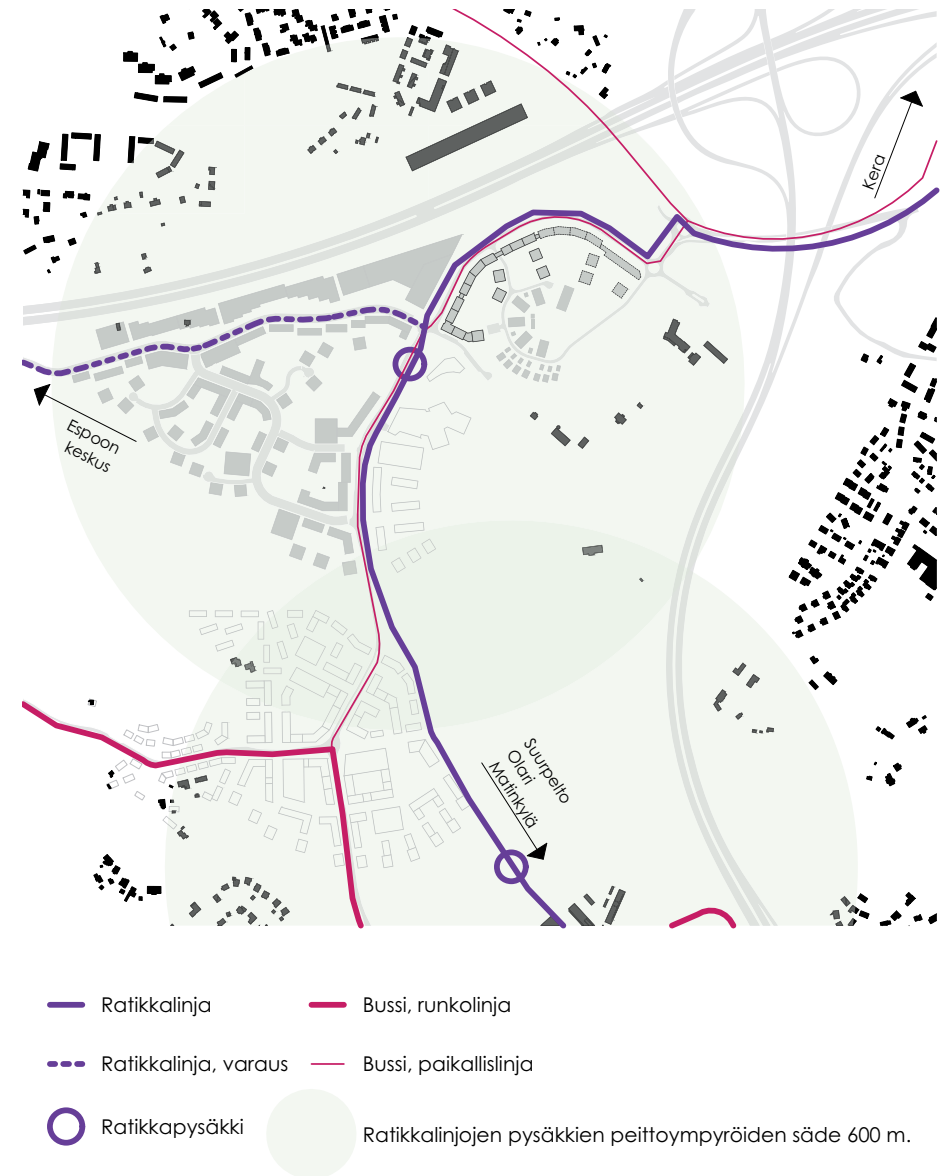 Kera
Espoon
keskus
Suurpelto
Olari
Matinkylä
Ratikkalinja
Bussi, runkolinja
Ratikkalinja, varaus
Bussi, paikallislinja
Ratikkapysäkki
Ratikkalinjojen pysäkkien peittoympyröiden säde 600 m.